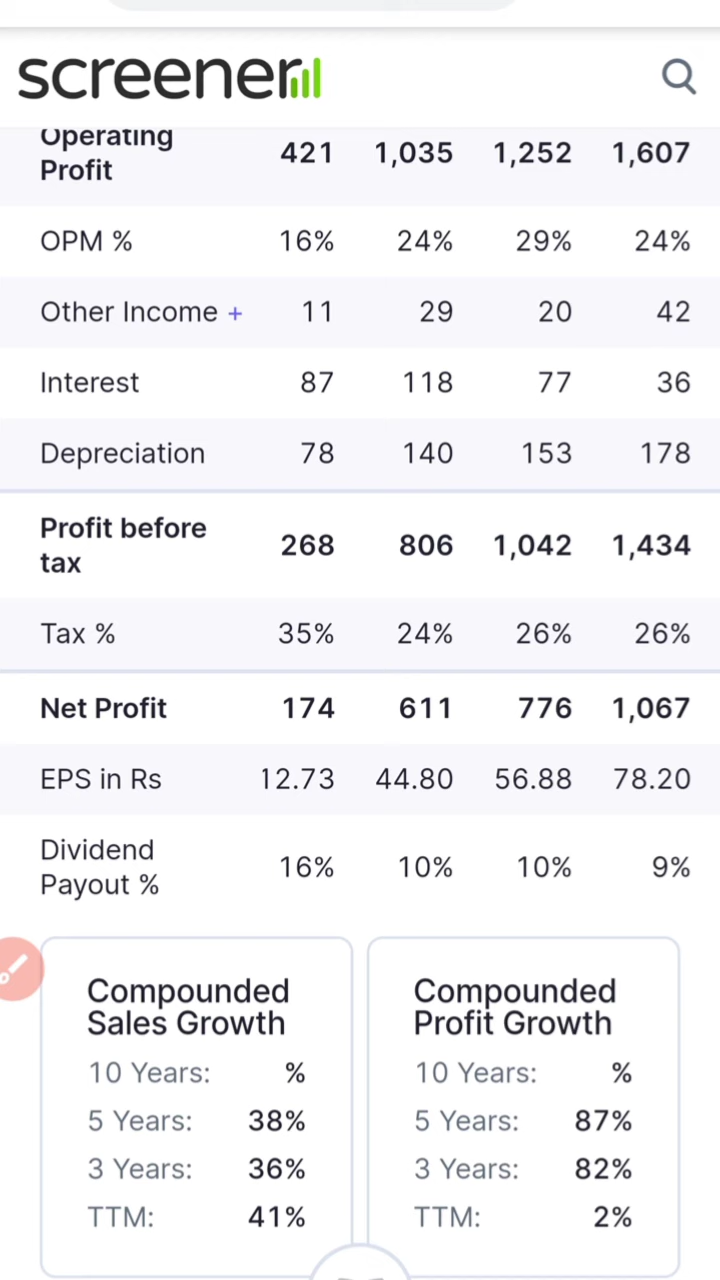 screener
Operating
Profit 421 1,035 1,252 1,607
OPM % 16% 24% 29% 24%
Other Income + 11 29 20 42
Interest 87 118 77 36
Depreciation 78 140 153 178
Profit before
tax 268 806 1,042 1,434
Tax % 35% 24% 26% 26%
Net Profit 174 611 776 1,067
EPS in Rs 12.73 44.80 56.88 78.20
Dividend
Payout % 16% 10% 10% 9%
Compounded
Sales Growth
10 Years: %
5 Years: 38%
3 Years: 36%
TTM: 41%
Compounded
Profit Growth
10 Years: %
5 Years: 87%
3 Years: 82%
TTM: 2%